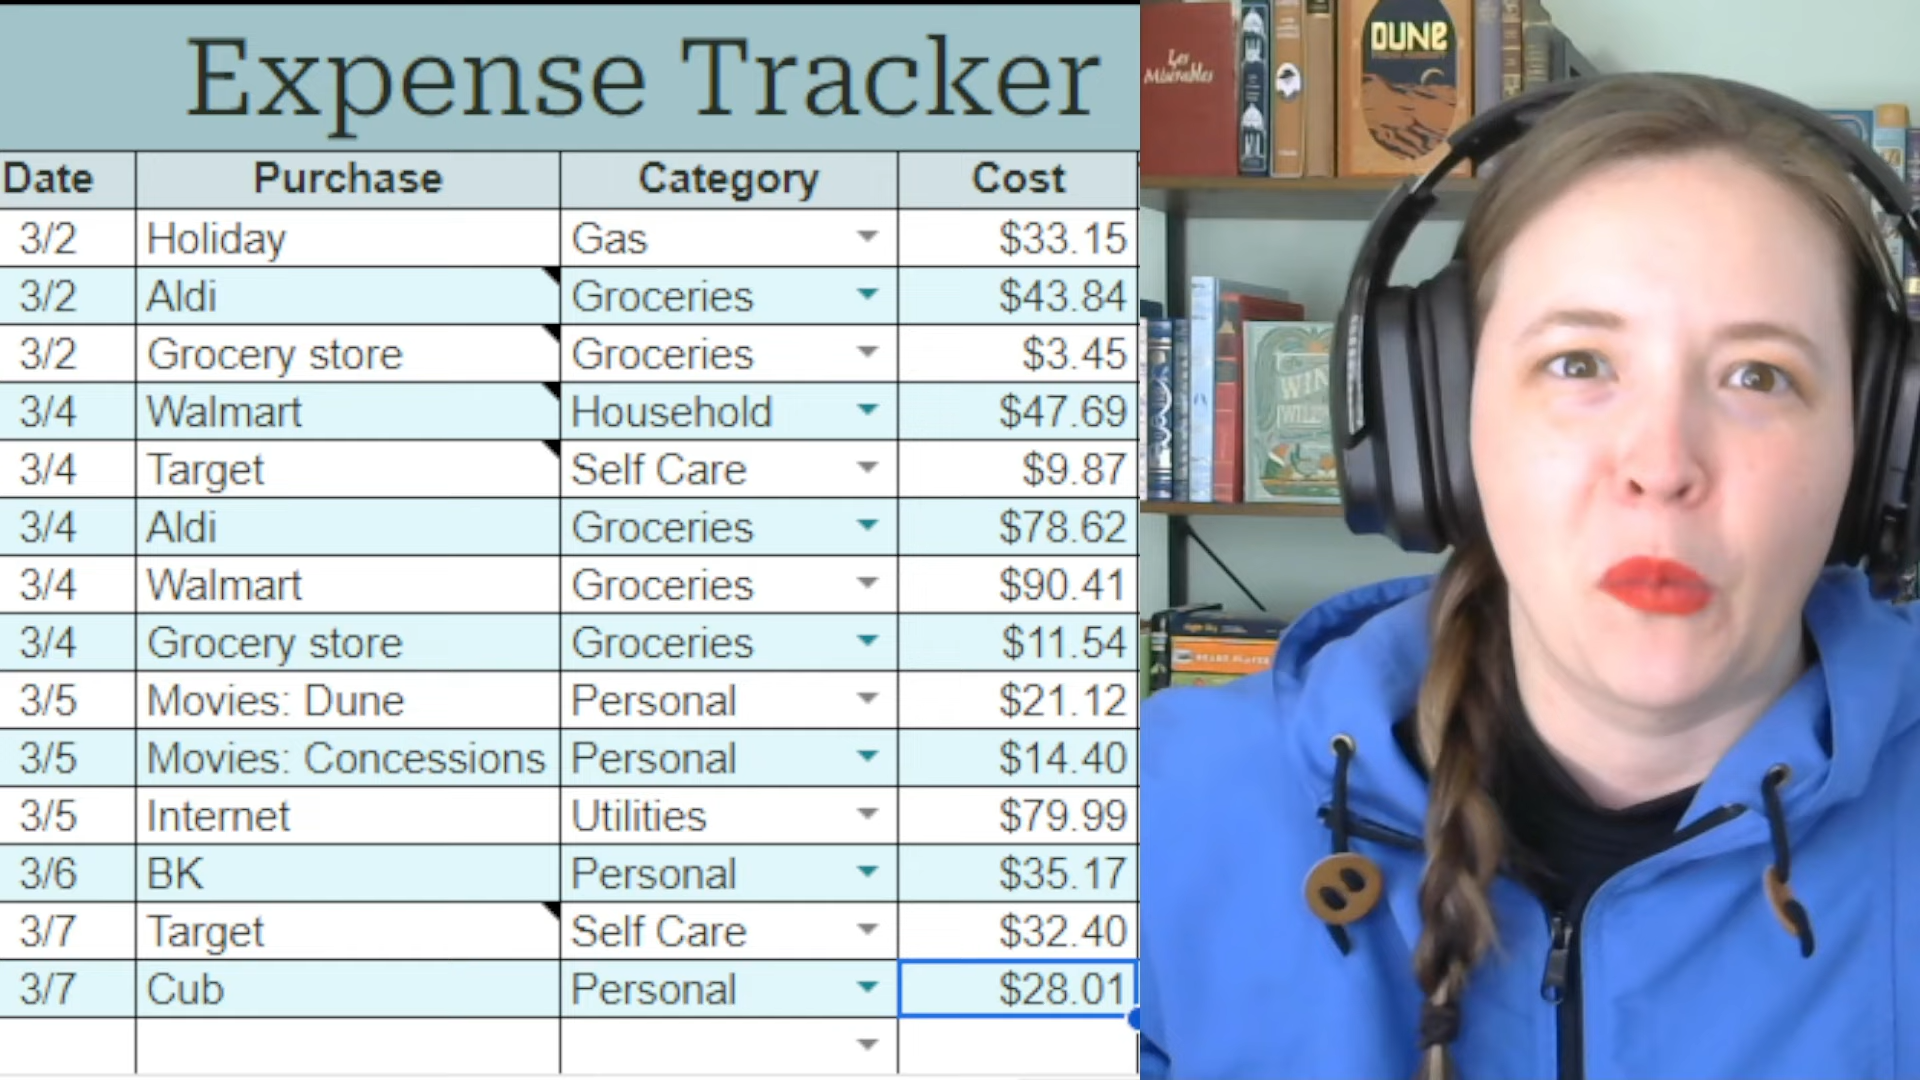 Expense Tracker
Date Purchase Category Cost
3/2 Holiday Gas $33.15
3/2 Aldi Groceries $43.84
3/2 Grocery store Groceries $3.45
3/4 Walmart Household $47.69
3/4 Target Self Care $9.87
3/4 Aldi Groceries $78.62
3/4 Walmart Groceries $90.41
3/4 Grocery store Groceries $11.54
3/5 Movies: Dune Personal $21.12
3/5 Movies: Concessions Personal $14.40
3/5 Internet Utilities $79.99
3/6 BK Personal $35.17
3/7 Target Self Care $32.40
3/7 Cub Personal $28.01
Les
Misérables
DUNE